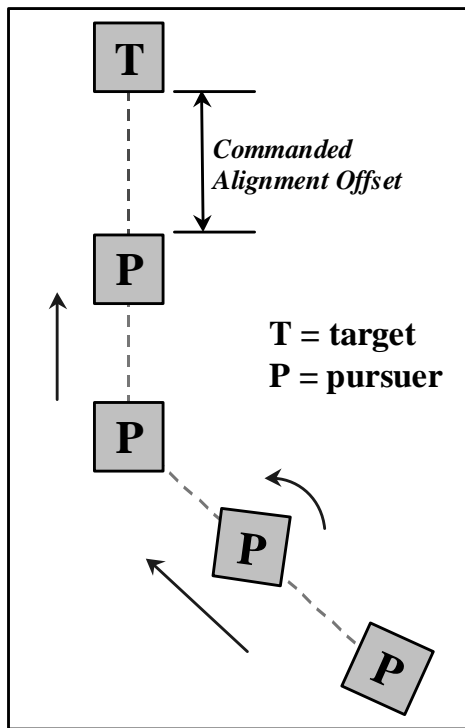 T
Commanded
Alignment Offset
P
T = target
P = pursuer
P
P
P